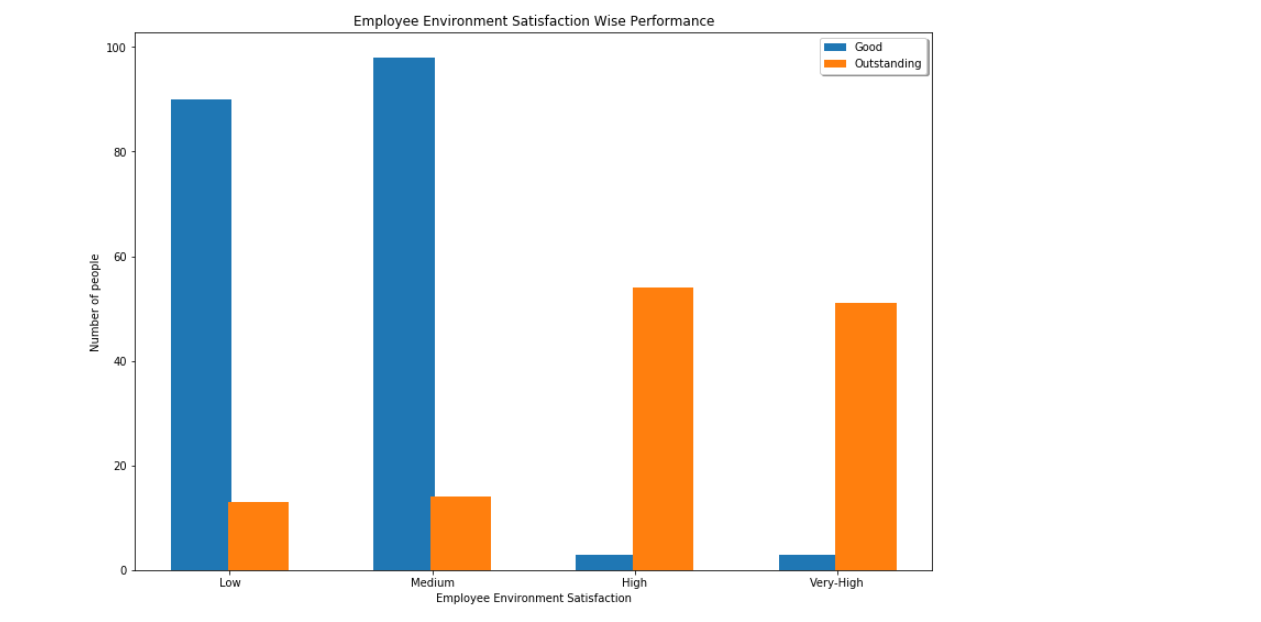 Employee Environment Satisfaction Wise Performance
Good
Outstanding
100
80
60
40
20
0
Number of people
Low Medium High Very-High
Employee Environment Satisfaction